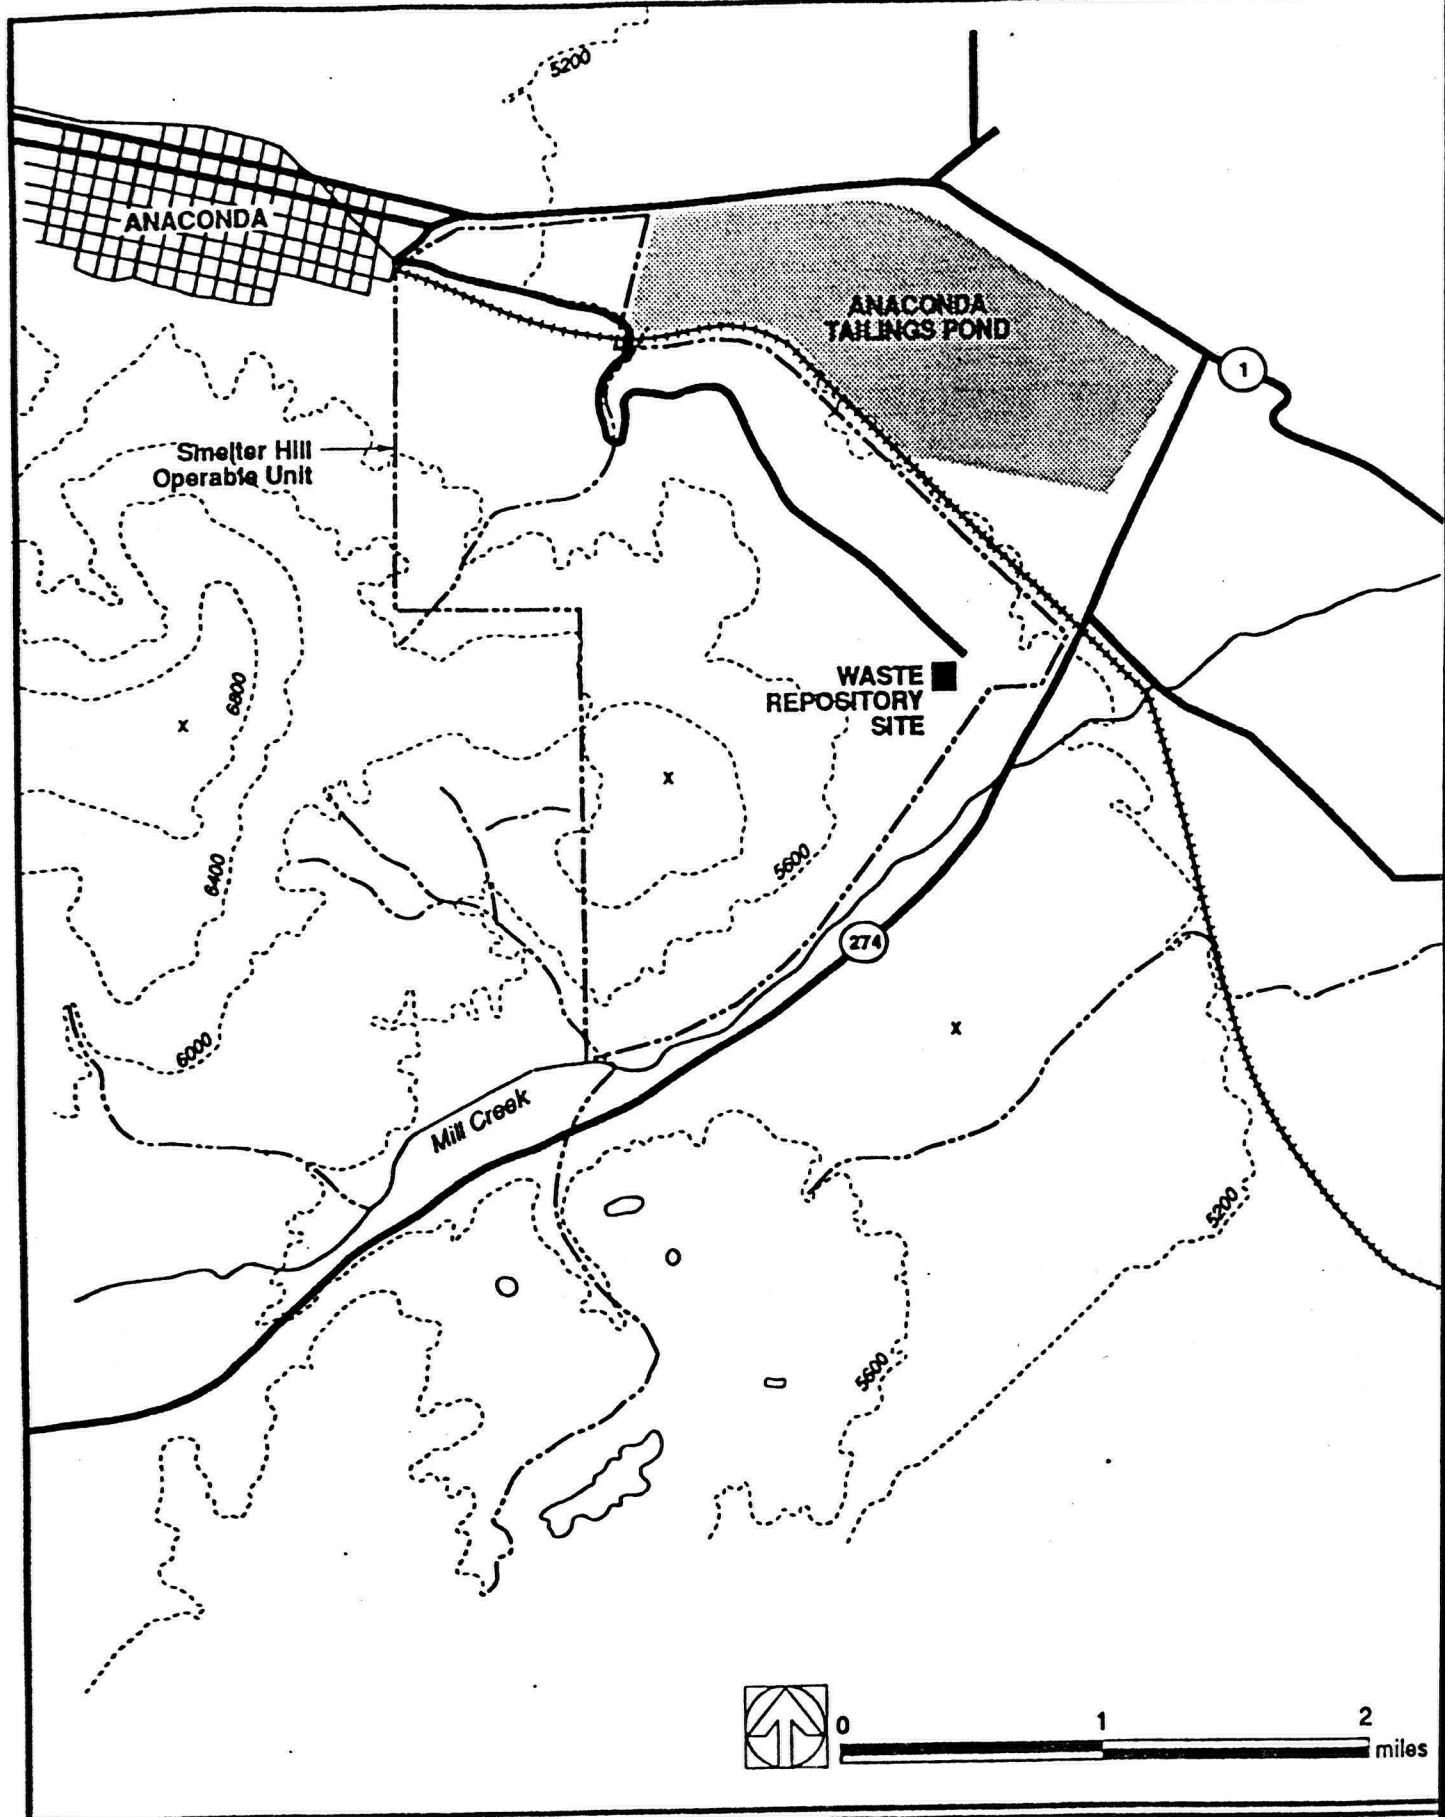 5200
ANACONDA
ANACONDA
TAILINGS POND
1
Smelter Hill
Operable Unit
WASTE
REPOSITORY
SITE
6800
x
x
6400
5600
274
x
6000
Mill Creek
5200
5600
0 1 2
miles